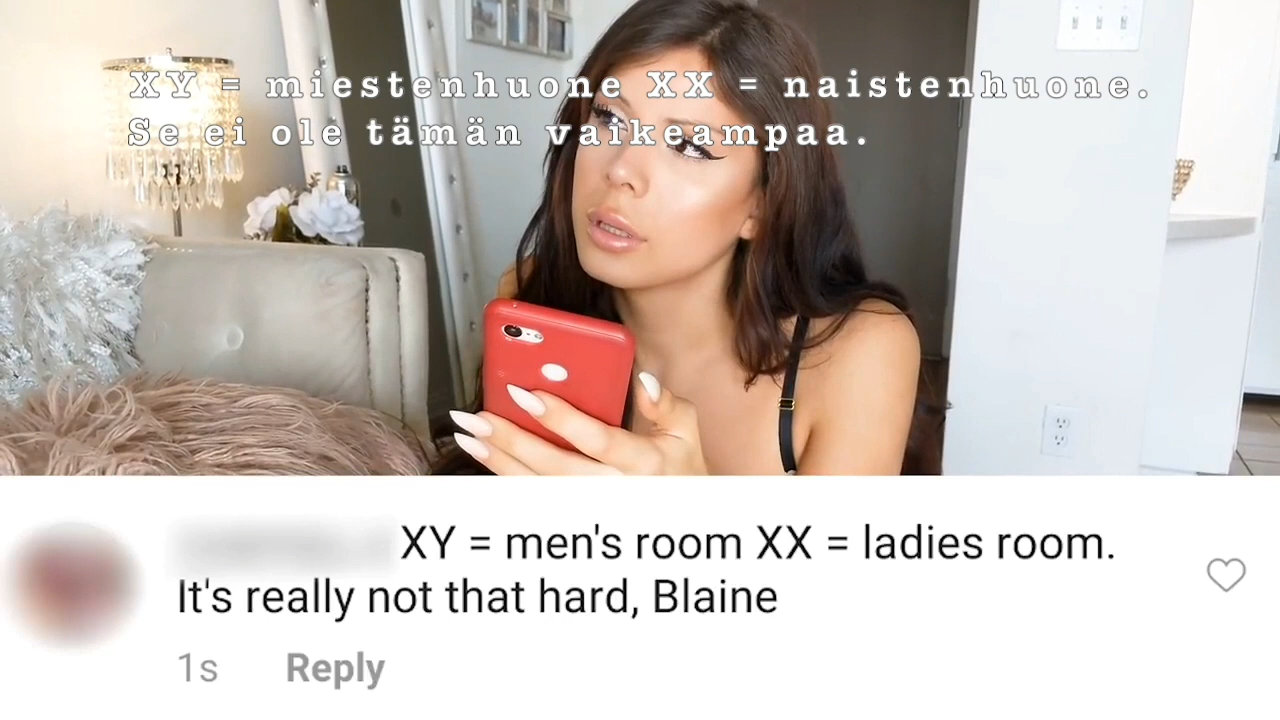 XY = miestenhuone XX = naistenhuone.
Se ei ole tämän vaikeampaa.
XY = men's room XX = ladies room.
It's really not that hard, Blaine
1s Reply